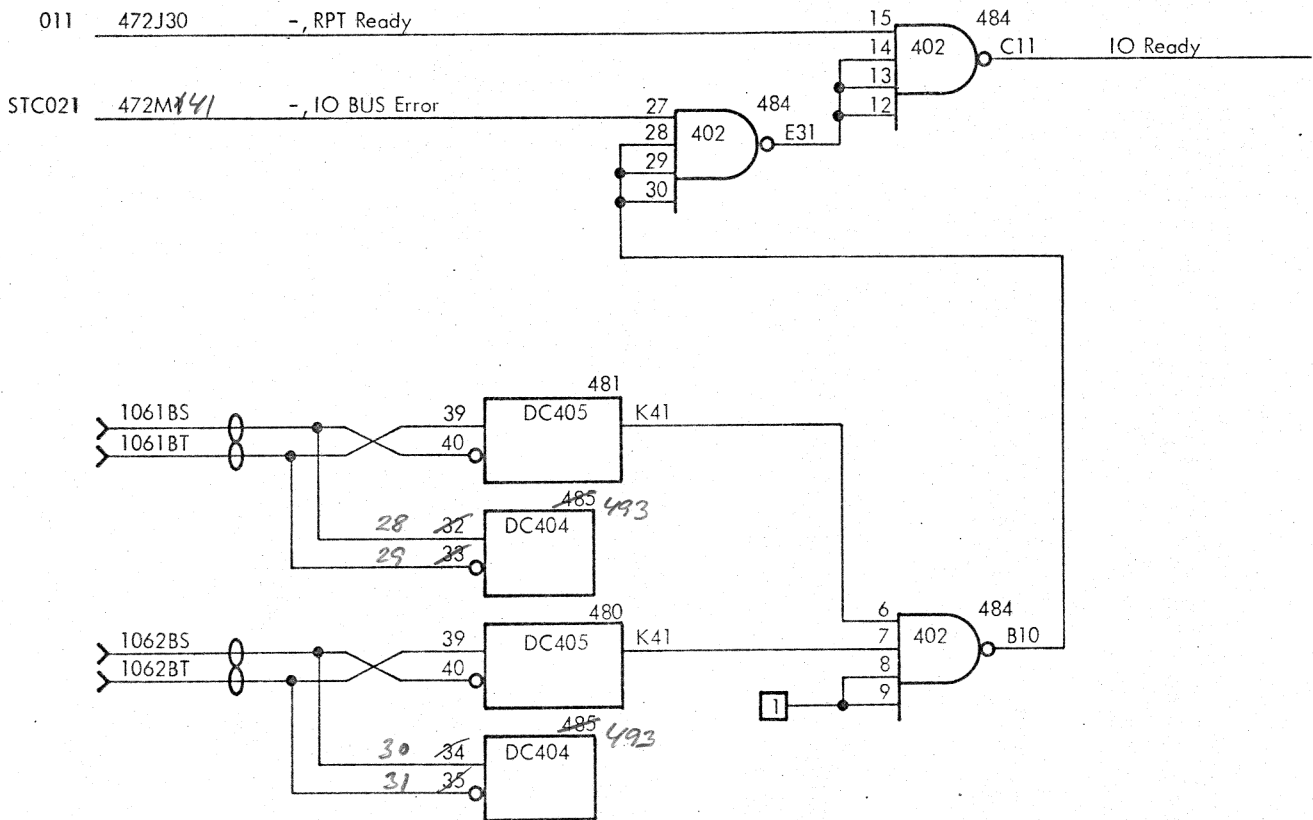 011 472J30 -, RPT Ready 15 484
14 402 C11 IO Ready
13
12
STC021 472M 41 -, IO BUS Error 27 484
28 402 E31
29
30
481
1061BS 39 DC405 K41
1061BT 40
485 493
28 32 DC404
29 33
480
1062BS 39 DC405 K41
1062BT 40
485 493
30 34 DC404
31 35
6 484
7 402 B10
8
9
1